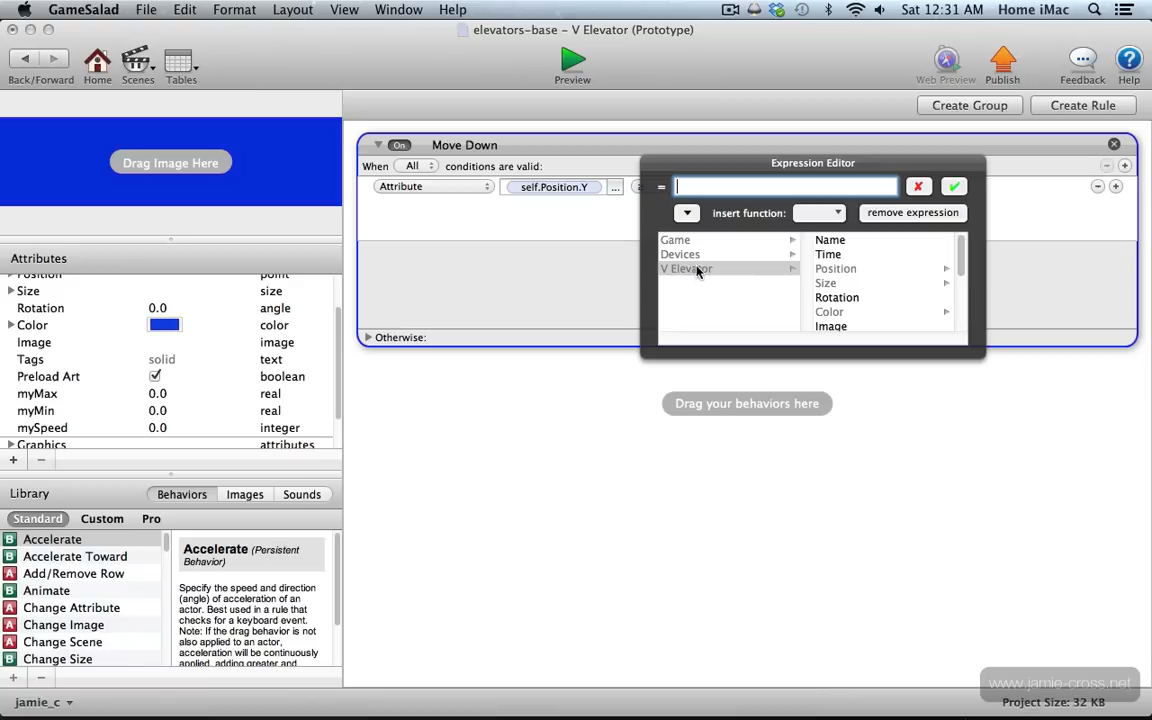 GameSalad File Edit Format Layout View Window Help Sat 12:31 AM Home iMac
elevators-base – V Elevator (Prototype)
Back/Forward Home Scenes Tables Preview Web Preview Publish Feedback Help
Create Group Create Rule
Drag Image Here
On Move Down
When All conditions are valid:
Attribute self.Position.Y ...
Otherwise:
Drag your behaviors here
Expression Editor
=
insert function: remove expression
Game
Devices
V Elevator
Name
Time
Position
Size
Rotation
Color
Image
Attributes
Position position
Size size
Rotation 0.0 angle
Color color
Image image
Tags solid text
Preload Art boolean
myMax 0.0 real
myMin 0.0 real
mySpeed 0.0 integer
Graphics attributes
Library Behaviors Images Sounds
Standard Custom Pro
B Accelerate
B Accelerate Toward
A Add/Remove Row
B Animate
A Change Attribute
A Change Image
A Change Scene
B Change Size
Accelerate (Persistent
Behavior)
Specify the speed and direction
(angle) of acceleration of an
actor. Best used in a rule that
checks for a keyboard event.
Note: If the drag behavior is not
also applied to an actor,
acceleration will be continuously
applied, adding greater and
jamie_c
www.jamie-cross.net
Project Size: 32 KB